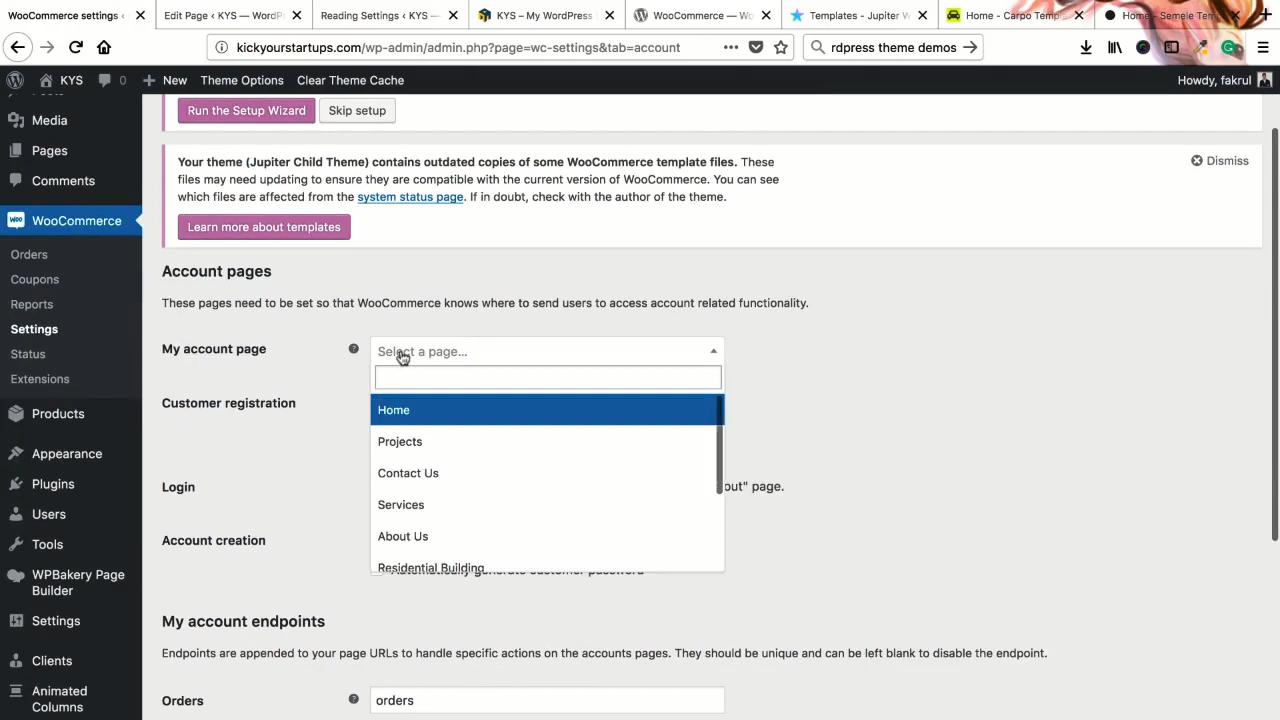 WooCommerce settings ‹ KYS
Edit Page ‹ KYS — WordP
Reading Settings ‹ KYS —
KYS – My WordPress
WooCommerce — Wo
Templates - Jupiter W
Home - Carpo Temp
Home - Semele Tem
kickyourstartups.com/wp-admin/admin.php?page=wc-settings&tab=account
rdpress theme demos
KYS
0
New
Theme Options
Clear Theme Cache
Howdy, fakrul
Media
Pages
Comments
WooCommerce
Orders
Coupons
Reports
Settings
Status
Extensions
Products
Appearance
Plugins
Users
Tools
WPBakery Page
Builder
Settings
Clients
Animated
Columns
Run the Setup Wizard
Skip setup
Your theme (Jupiter Child Theme) contains outdated copies of some WooCommerce template files. These
files may need updating to ensure they are compatible with the current version of WooCommerce. You can see
which files are affected from the system status page. If in doubt, check with the author of the theme.
Dismiss
Learn more about templates
Account pages
These pages need to be set so that WooCommerce knows where to send users to access account related functionality.
My account page
Select a page...
Home
Projects
Contact Us
Services
About Us
Residential Building
Customer registration
Login
out" page.
Account creation
Automatically generate customer password
My account endpoints
Endpoints are appended to your page URLs to handle specific actions on the accounts pages. They should be unique and can be left blank to disable the endpoint.
Orders
orders